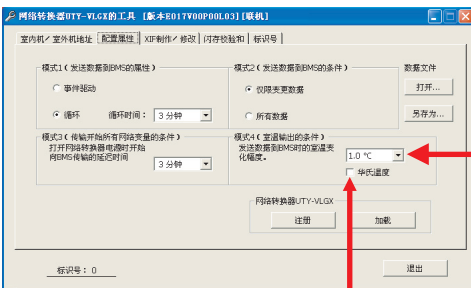 网络转换器UTY-VLGX的工具 [版本E017V00P00L03][联机]
室内机/室外机地址 配置属性 XIF制作/修改 闪存校验和 标识号
模式1(发送数据到BMS的属性)
事件驱动
循环 循环时间: 3 分钟
模式2(发送数据到BMS的条件)
仅限变更数据
所有数据
数据文件
打开...
另存为...
模式3(传输开始所有网络变量的条件)
打开网络转换器电源时开始
向BMS传输的延迟时间
3 分钟
模式4(室温输出的条件)
发送数据到BMS时的室温变
化幅度。
1.0 °C
华氏温度
网络转换器UTY-VLGX
注册 加载
标识号: 0
退出